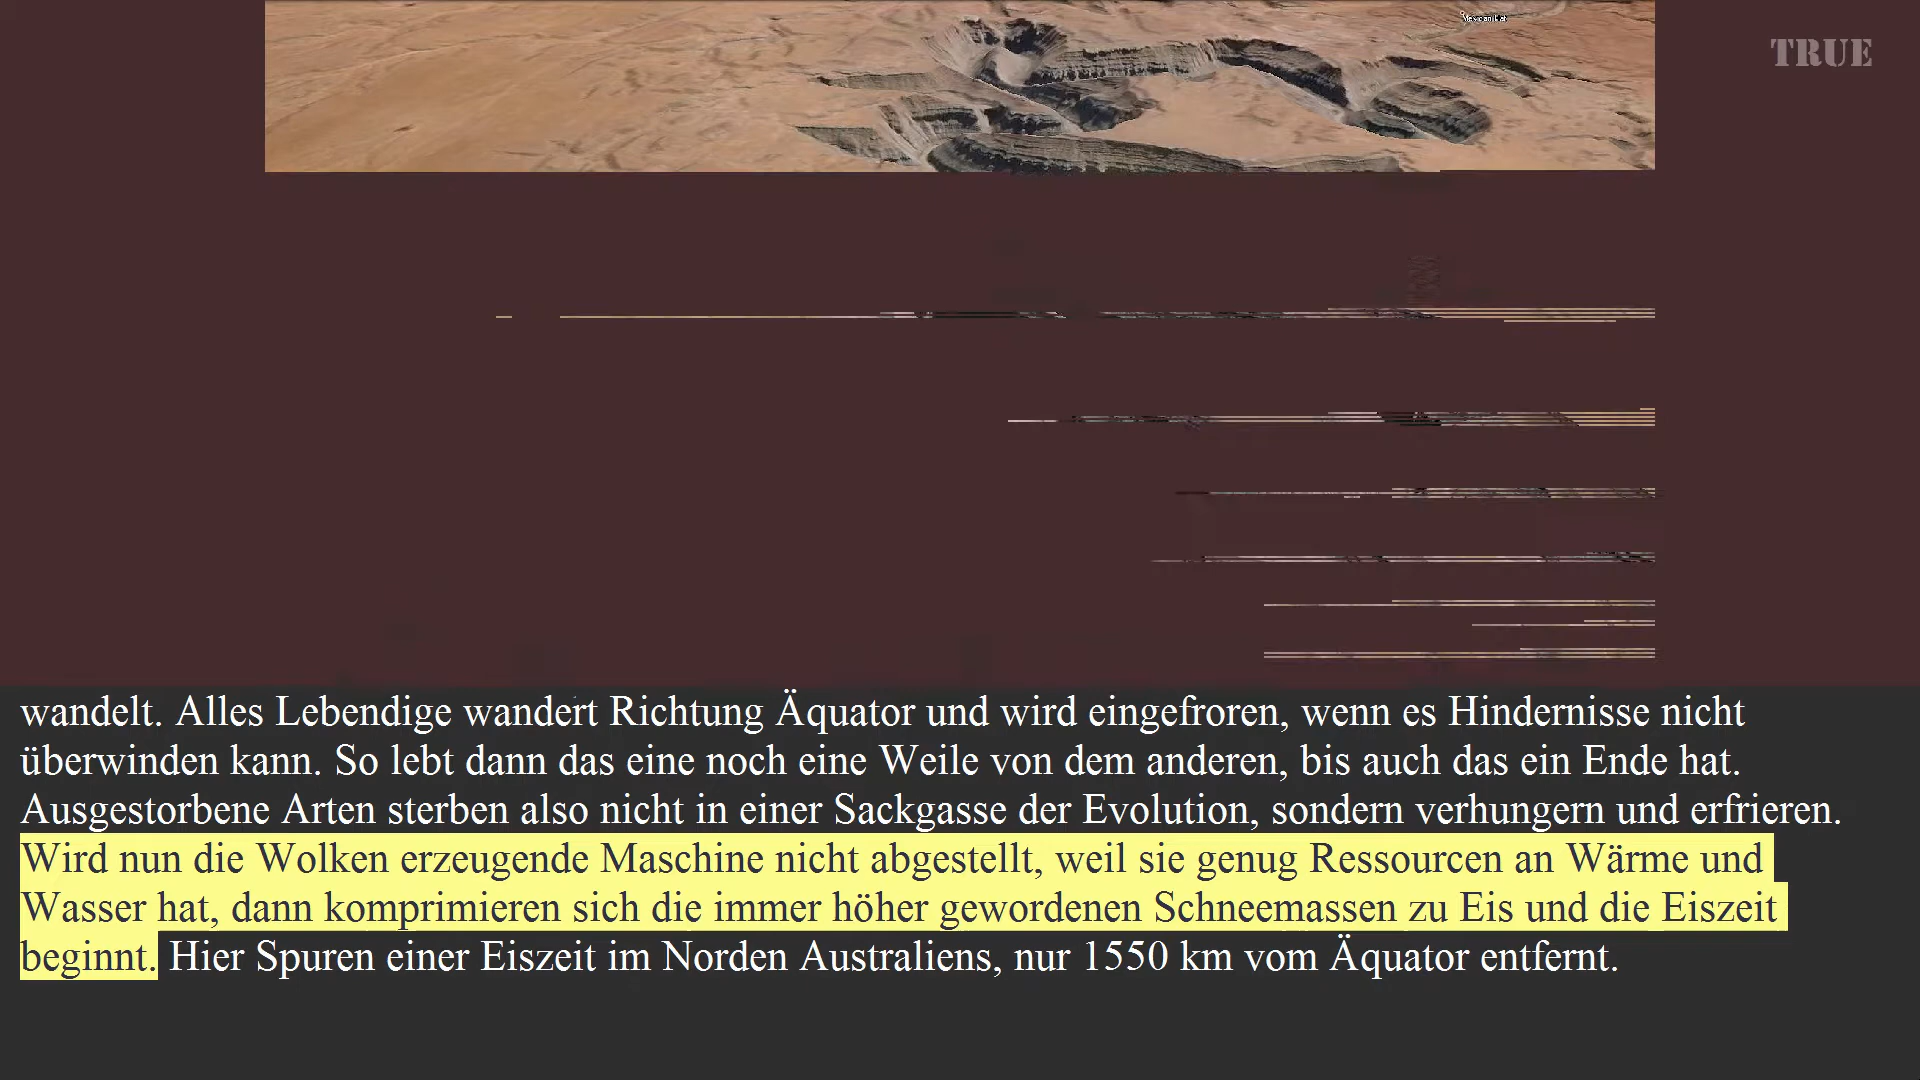 TRUE
wandelt. Alles Lebendige wandert Richtung Äquator und wird eingefroren, wenn es Hindernisse nicht
überwinden kann. So lebt dann das eine noch eine Weile von dem anderen, bis auch das ein Ende hat.
Ausgestorbene Arten sterben also nicht in einer Sackgasse der Evolution, sondern verhungern und erfrieren.
Wird nun die Wolken erzeugende Maschine nicht abgestellt, weil sie genug Ressourcen an Wärme und
Wasser hat, dann komprimieren sich die immer höher gewordenen Schneemassen zu Eis und die Eiszeit
beginnt. Hier Spuren einer Eiszeit im Norden Australiens, nur 1550 km vom Äquator entfernt.